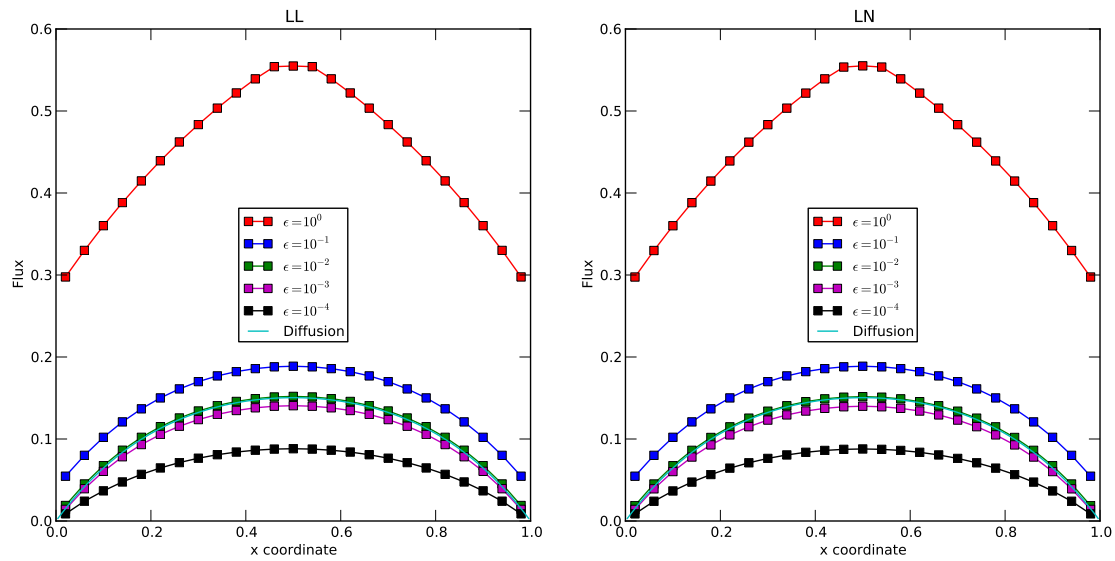 LL
0.6
0.5
0.4
0.3
0.2
0.1
0.0
Flux
ϵ=10⁰
ϵ=10⁻¹
ϵ=10⁻²
ϵ=10⁻³
ϵ=10⁻⁴
Diffusion
0.0 0.2 0.4 0.6 0.8 1.0
x coordinate
LN
0.6
0.5
0.4
0.3
0.2
0.1
0.0
Flux
ϵ=10⁰
ϵ=10⁻¹
ϵ=10⁻²
ϵ=10⁻³
ϵ=10⁻⁴
Diffusion
0.0 0.2 0.4 0.6 0.8 1.0
x coordinate